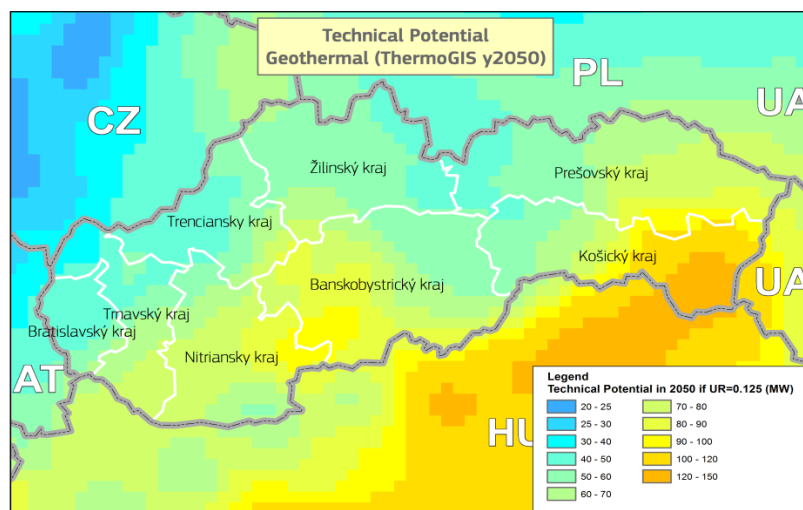 Technical Potential
Geothermal (ThermoGIS y2050)
PL
UA
CZ
Žilinský kraj
Prešovský kraj
Trenciansky kraj
Košický kraj
UA
Banskobystrický kraj
Trnavský kraj
Bratislavský kraj
Nitriansky kraj
AT
HU
Legend
Technical Potential in 2050 if UR=0.125 (MW)
20 - 25
25 - 30
30 - 40
40 - 50
50 - 60
60 - 70
70 - 80
80 - 90
90 - 100
100 - 120
120 - 150